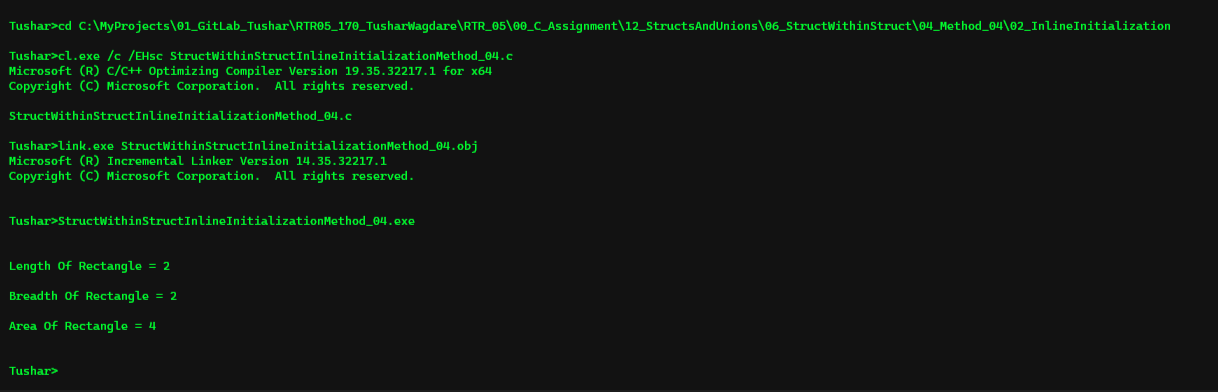 Tushar>cd C:\MyProjects\01_GitLab_Tushar\RTR05_170_TusharWagdare\RTR_05\00_C_Assignment\12_StructsAndUnions\06_StructWithinStruct\04_Method_04\02_InlineInitialization
Tushar>cl.exe /c /EHsc StructWithinStructInlineInitializationMethod_04.c
Microsoft (R) C/C++ Optimizing Compiler Version 19.35.32217.1 for x64
Copyright (C) Microsoft Corporation.  All rights reserved.
StructWithinStructInlineInitializationMethod_04.c
Tushar>link.exe StructWithinStructInlineInitializationMethod_04.obj
Microsoft (R) Incremental Linker Version 14.35.32217.1
Copyright (C) Microsoft Corporation.  All rights reserved.
Tushar>StructWithinStructInlineInitializationMethod_04.exe
Length Of Rectangle = 2
Breadth Of Rectangle = 2
Area Of Rectangle = 4
Tushar>